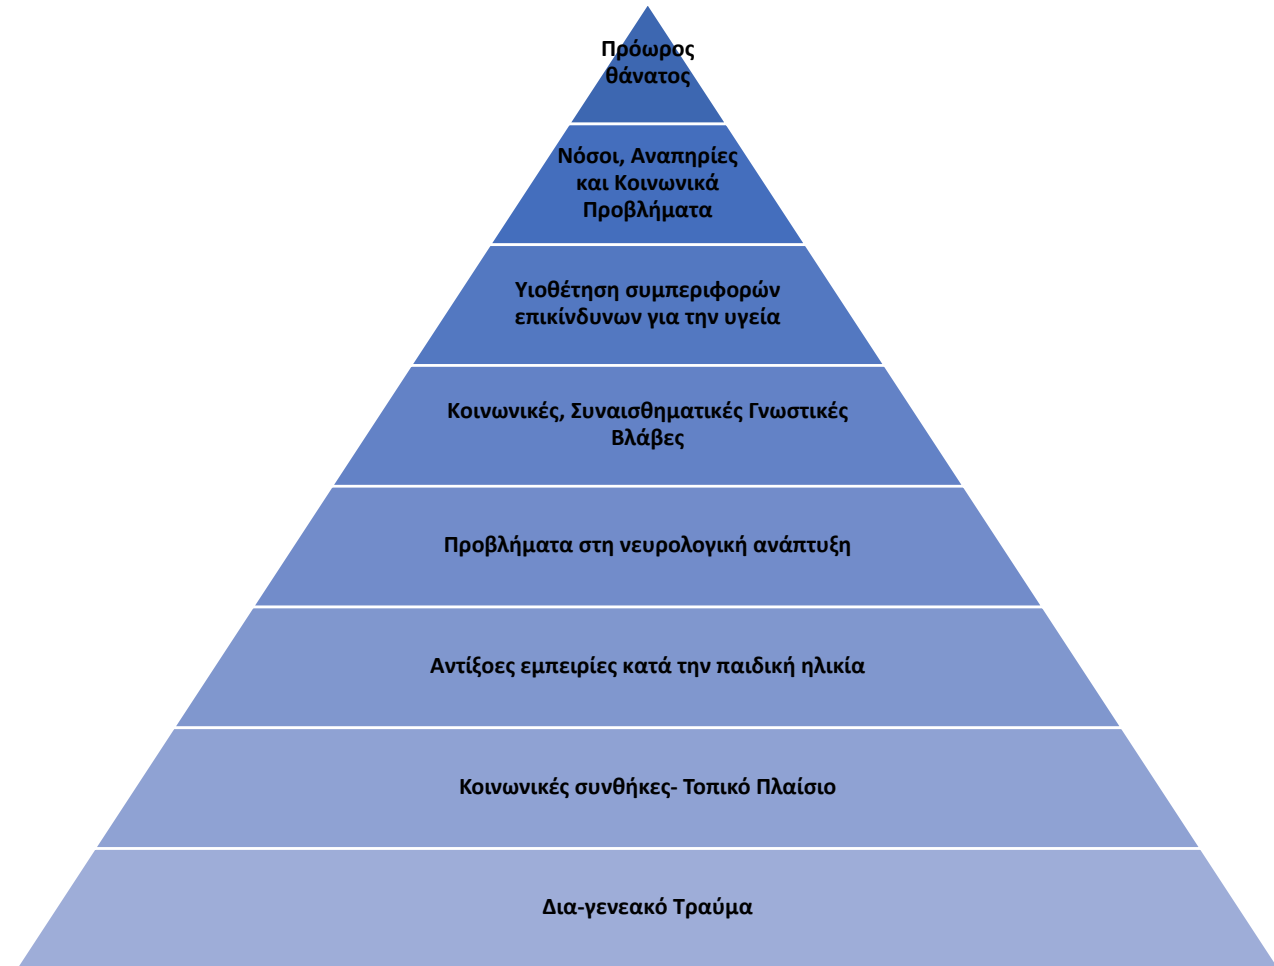 Πρόωρος
θάνατος
Νόσοι, Αναπηρίες
και Κοινωνικά
Προβλήματα
Υιοθέτηση συμπεριφορών
επικίνδυνων για την υγεία
Κοινωνικές, Συναισθηματικές Γνωστικές
Βλάβες
Προβλήματα στη νευρολογική ανάπτυξη
Αντίξοες εμπειρίες κατά την παιδική ηλικία
Κοινωνικές συνθήκες- Τοπικό Πλαίσιο
Δια-γενεακό Τραύμα